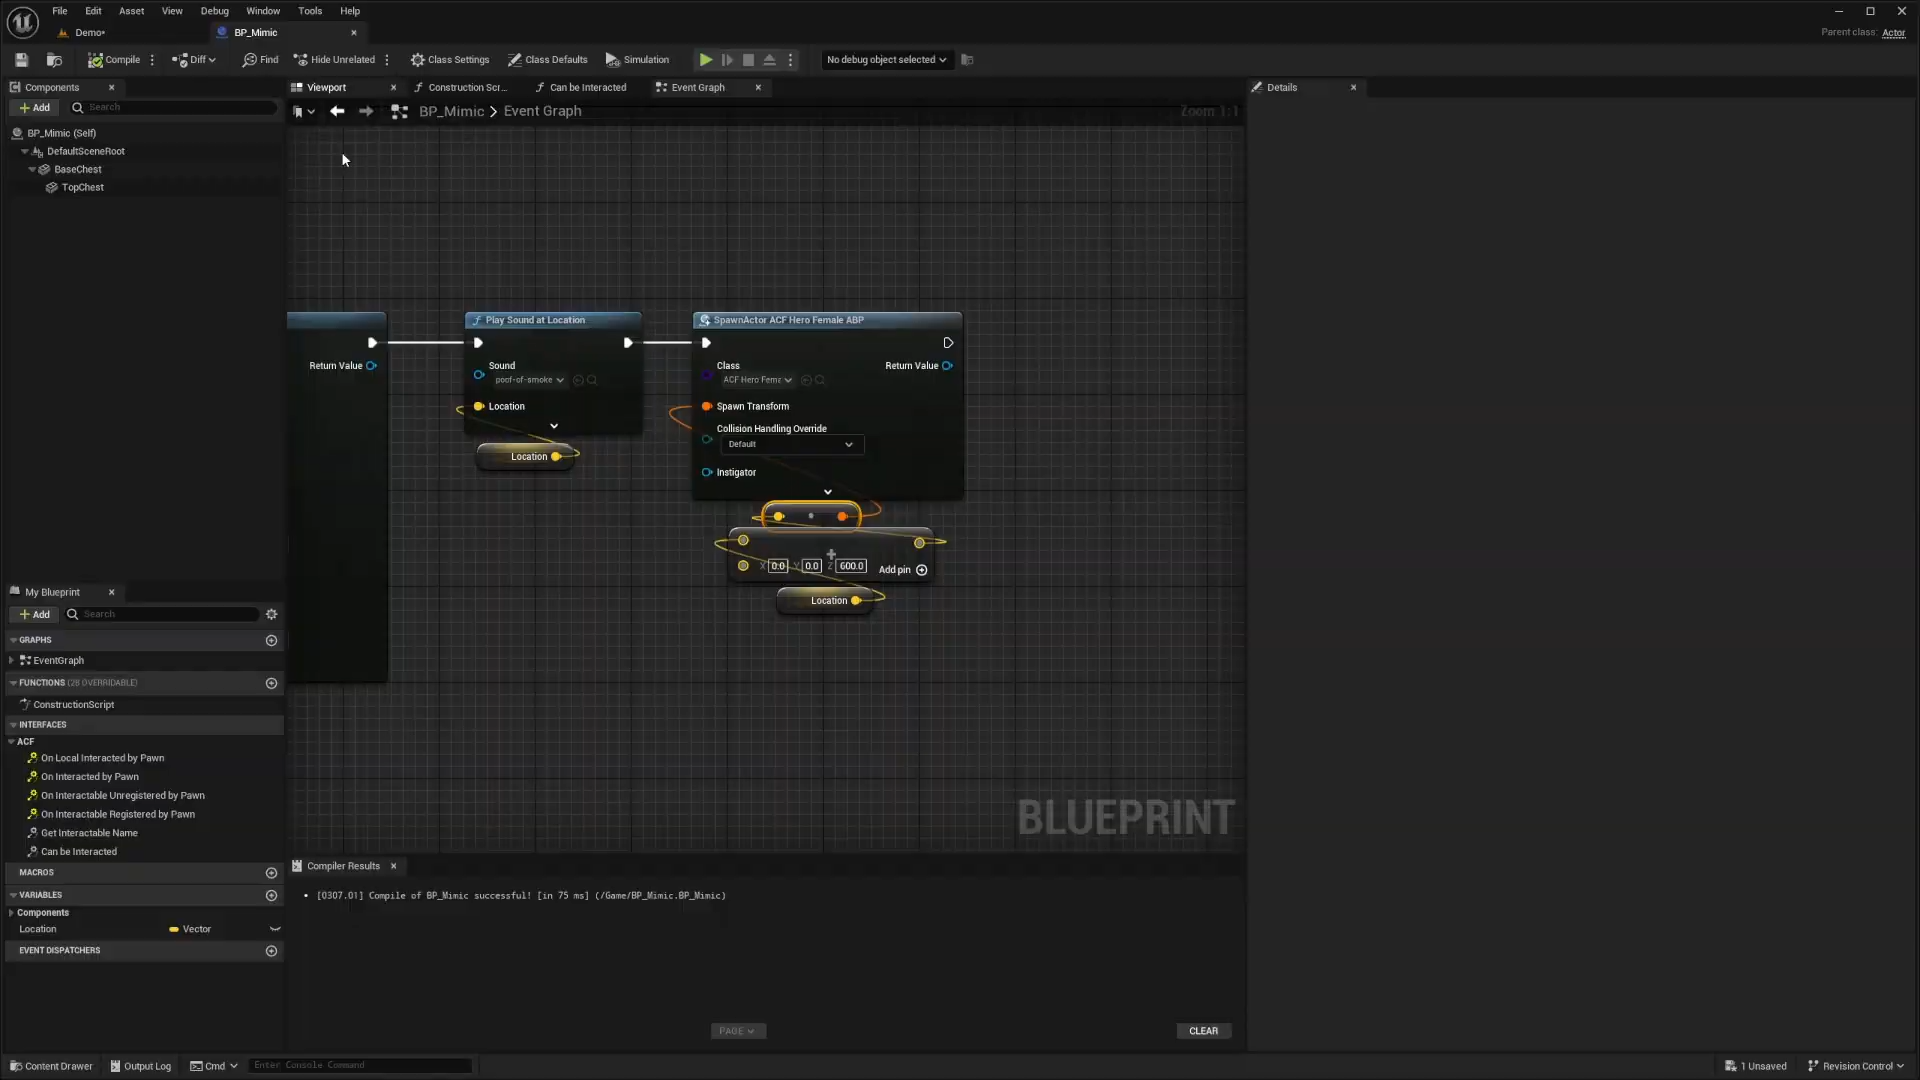 File Edit Asset View Debug Window Tools Help
Demo*
BP_Mimic
Parent class: Actor
Compile
Diff
Find
Hide Unrelated
Class Settings
Class Defaults
Simulation
No debug object selected
Components
Viewport
Construction Scr...
Can be Interacted
Event Graph
Details
Add
Search
BP_Mimic > Event Graph
Zoom 1:1
BP_Mimic (Self)
DefaultSceneRoot
BaseChest
TopChest
Play Sound at Location
SpawnActor ACF Hero Female ABP
Return Value
Sound
poof-of-smoke
Location
Location
Class
ACF Hero Fema
Return Value
Spawn Transform
Collision Handling Override
Default
Instigator
X 0.0 Y 0.0 Z 600.0
Add pin
Location
BLUEPRINT
My Blueprint
Add
Search
GRAPHS
EventGraph
FUNCTIONS (28 OVERRIDABLE)
ConstructionScript
INTERFACES
ACF
On Local Interacted by Pawn
On Interacted by Pawn
On Interactable Unregistered by Pawn
On Interactable Registered by Pawn
Get Interactable Name
Can be Interacted
MACROS
VARIABLES
Components
Location Vector
EVENT DISPATCHERS
Compiler Results
[0307.01] Compile of BP_Mimic successful! [in 75 ms] (/Game/BP_Mimic.BP_Mimic)
PAGE
CLEAR
Content Drawer
Output Log
Cmd
Enter Console Command
1 Unsaved
Revision Control